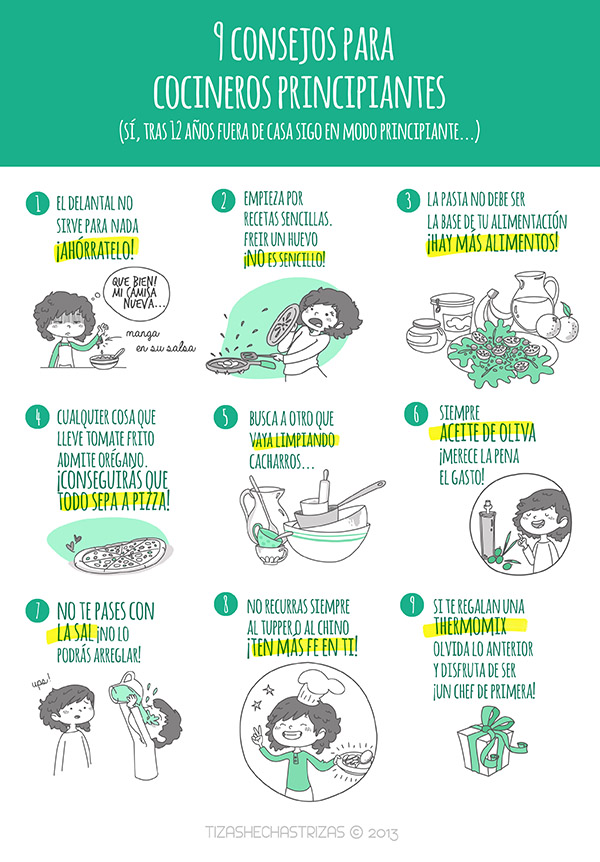 9 CONSEJOS PARA
COCINEROS PRINCIPIANTES
(SÍ, TRAS 12 AÑOS FUERA DE CASA SIGO EN MODO PRINCIPIANTE...)
1
EL DELANTAL NO
SIRVE PARA NADA
¡AHÓRRATELO!
QUE BIEN!
MI CAMISA
NUEVA...
manga
en su salsa
2
EMPIEZA POR
RECETAS SENCILLAS.
FREIR UN HUEVO
¡NO ES SENCILLO!
3
LA PASTA NO DEBE SER
LA BASE DE TU ALIMENTACIÓN
¡HAY MÁS ALIMENTOS!
4
CUALQUIER COSA QUE
LLEVE TOMATE FRITO
ADMITE ORÉGANO.
¡CONSEGUIRÁS QUE
TODO SEPA A PIZZA!
5
BUSCA A OTRO QUE
VAYA LIMPIANDO
CACHARROS...
6
SIEMPRE
ACEITE DE OLIVA
¡MERECE LA PENA
EL GASTO!
7
NO TE PASES CON
LA SAL ¡NO LO
PODRÁS ARREGLAR!
ups!
8
NO RECURRAS SIEMPRE
AL TUPPER O AL CHINO
¡TEN MÁS FE EN TI!
9
SI TE REGALAN UNA
THERMOMIX
OLVIDA LO ANTERIOR
Y DISFRUTA DE SER
¡UN CHEF DE PRIMERA!
TIZASHECHASTRIZAS © 2013